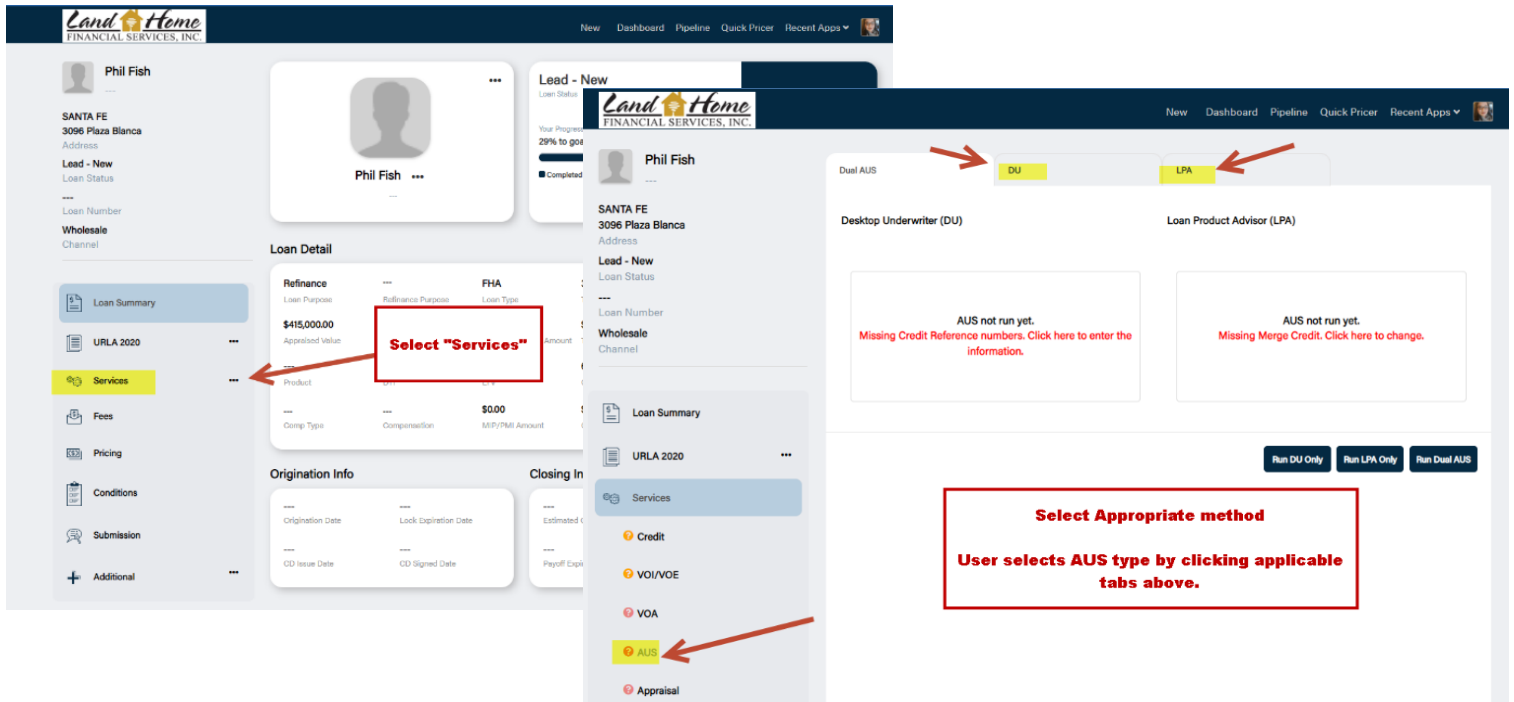 Land Home
FINANCIAL SERVICES, INC.
New Dashboard Pipeline Quick Pricer Recent Apps
Phil Fish
---
SANTA FE
3096 Plaza Blanca
Address
Lead - New
Loan Status
---
Loan Number
Wholesale
Channel
Loan Summary
URLA 2020 •••
Services •••
Fees
Pricing
Conditions
Submission
Additional •••
•••
Phil Fish •••
---
Lead - New
Loan Status
Your Progress
29% to goa
Completed
Loan Detail
Refinance --- FHA
Loan Purpose Refinance Purpose Loan Type
$415,000.00
Appraised Value Amount
Select "Services"
---
Product
--- --- $0.00
Comp Type Compensation MIP/PMI Amount
Origination Info
--- ---
Origination Date Lock Expiration Date
--- ---
CD Issue Date CD Signed Date
Closing In
---
Estimated
---
Payoff Expi
Land Home
FINANCIAL SERVICES, INC.
New Dashboard Pipeline Quick Pricer Recent Apps
Phil Fish
---
SANTA FE
3096 Plaza Blanca
Address
Lead - New
Loan Status
---
Loan Number
Wholesale
Channel
Loan Summary
URLA 2020 •••
Services
Credit
VOI/VOE
VOA
AUS
Appraisal
Dual AUS DU LPA
Desktop Underwriter (DU) Loan Product Advisor (LPA)
AUS not run yet.
Missing Credit Reference numbers. Click here to enter the
information.
AUS not run yet.
Missing Merge Credit. Click here to change.
Run DU Only Run LPA Only Run Dual AUS
Select Appropriate method
User selects AUS type by clicking applicable
tabs above.